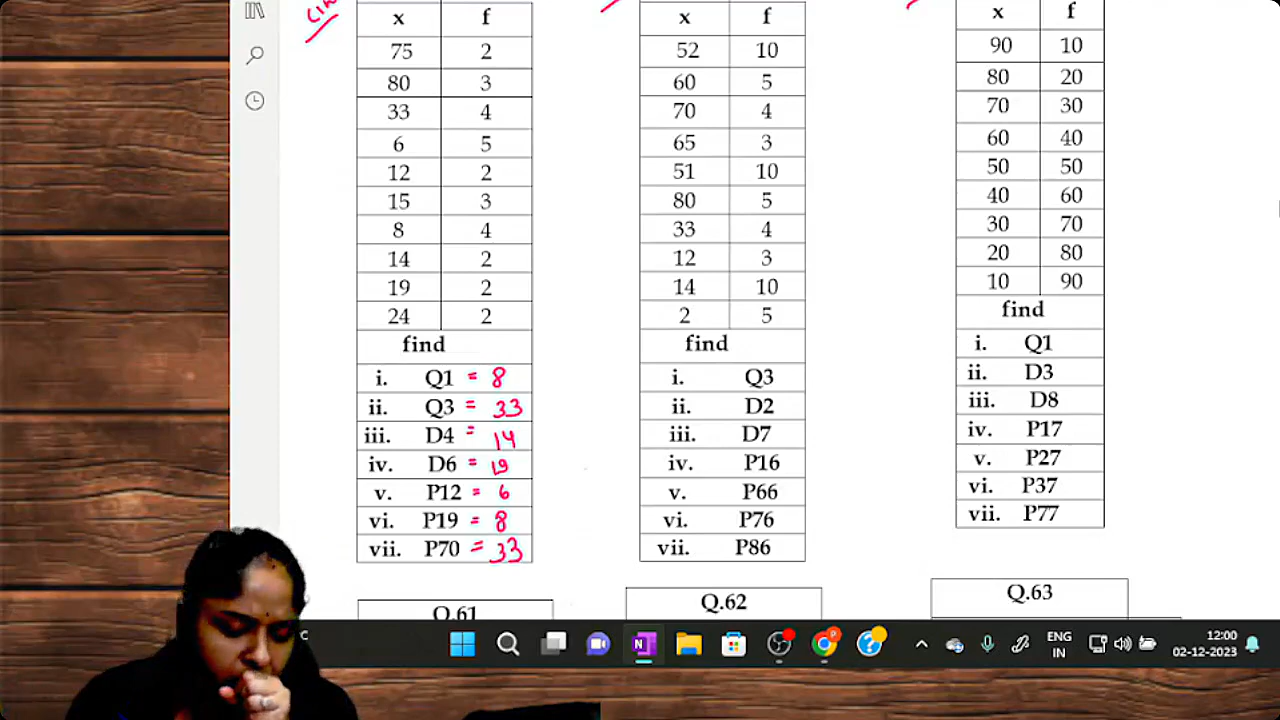 x f
75 2
80 3
33 4
6 5
12 2
15 3
8 4
14 2
19 2
24 2
find
i. Q1 = 8
ii. Q3 = 33
iii. D4 = 14
iv. D6 = 19
v. P12 = 6
vi. P19 = 8
vii. P70 = 33
Q.61
x f
52 10
60 5
70 4
65 3
51 10
80 5
33 4
12 3
14 10
2 5
find
i. Q3
ii. D2
iii. D7
iv. P16
v. P66
vi. P76
vii. P86
Q.62
x f
90 10
80 20
70 30
60 40
50 50
40 60
30 70
20 80
10 90
find
i. Q1
ii. D3
iii. D8
iv. P17
v. P27
vi. P37
vii. P77
Q.63
ENG
IN
12:00
02-12-2023